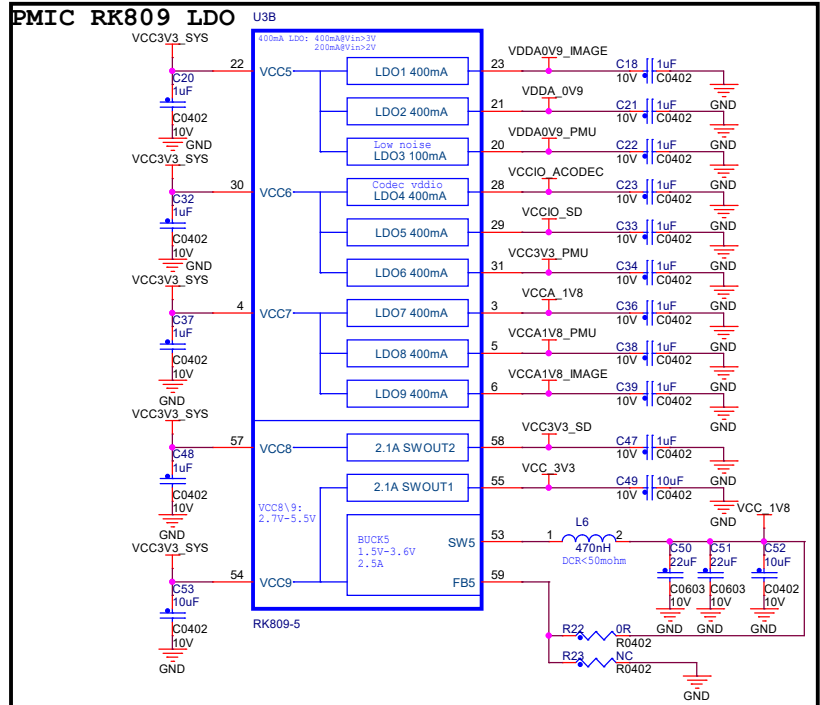 PMIC RK809 LDO
U3B
400mA LDO: 400mA@Vin>3V
200mA@Vin>2V
VCC3V3_SYS
C20
1uF
C0402
10V
GND
22
VCC5
LDO1 400mA
23
VDDA0V9_IMAGE
C18
1uF
10V
C0402
GND
LDO2 400mA
21
VDDA_0V9
C21
1uF
10V
C0402
GND
Low noise
LDO3 100mA
20
VDDA0V9_PMU
C22
1uF
10V
C0402
GND
VCC3V3_SYS
C32
1uF
C0402
10V
GND
30
VCC6
Codec vddio
LDO4 400mA
28
VCCIO_ACODEC
C23
1uF
10V
C0402
GND
LDO5 400mA
29
VCCIO_SD
C33
1uF
10V
C0402
GND
LDO6 400mA
31
VCC3V3_PMU
C34
1uF
10V
C0402
GND
VCC3V3_SYS
C37
1uF
C0402
10V
GND
4
VCC7
LDO7 400mA
3
VCCA_1V8
C36
1uF
10V
C0402
GND
LDO8 400mA
5
VCCA1V8_PMU
C38
1uF
10V
C0402
GND
LDO9 400mA
6
VCCA1V8_IMAGE
C39
1uF
10V
C0402
GND
VCC3V3_SYS
C48
1uF
C0402
10V
GND
57
VCC8
2.1A SWOUT2
58
VCC3V3_SD
C47
1uF
10V
C0402
GND
2.1A SWOUT1
55
VCC_3V3
C49
10uF
10V
C0402
GND
VCC8\9:
2.7V-5.5V
VCC3V3_SYS
C53
10uF
C0402
10V
GND
54
VCC9
BUCK5
1.5V-3.6V
2.5A
SW5
53
1
L6
2
470nH
DCR<50mohm
VCC_1V8
C50
22uF
C0603
10V
GND
C51
22uF
C0603
10V
GND
C52
10uF
C0402
10V
GND
FB5
59
R22
0R
R0402
R23
NC
R0402
GND
RK809-5